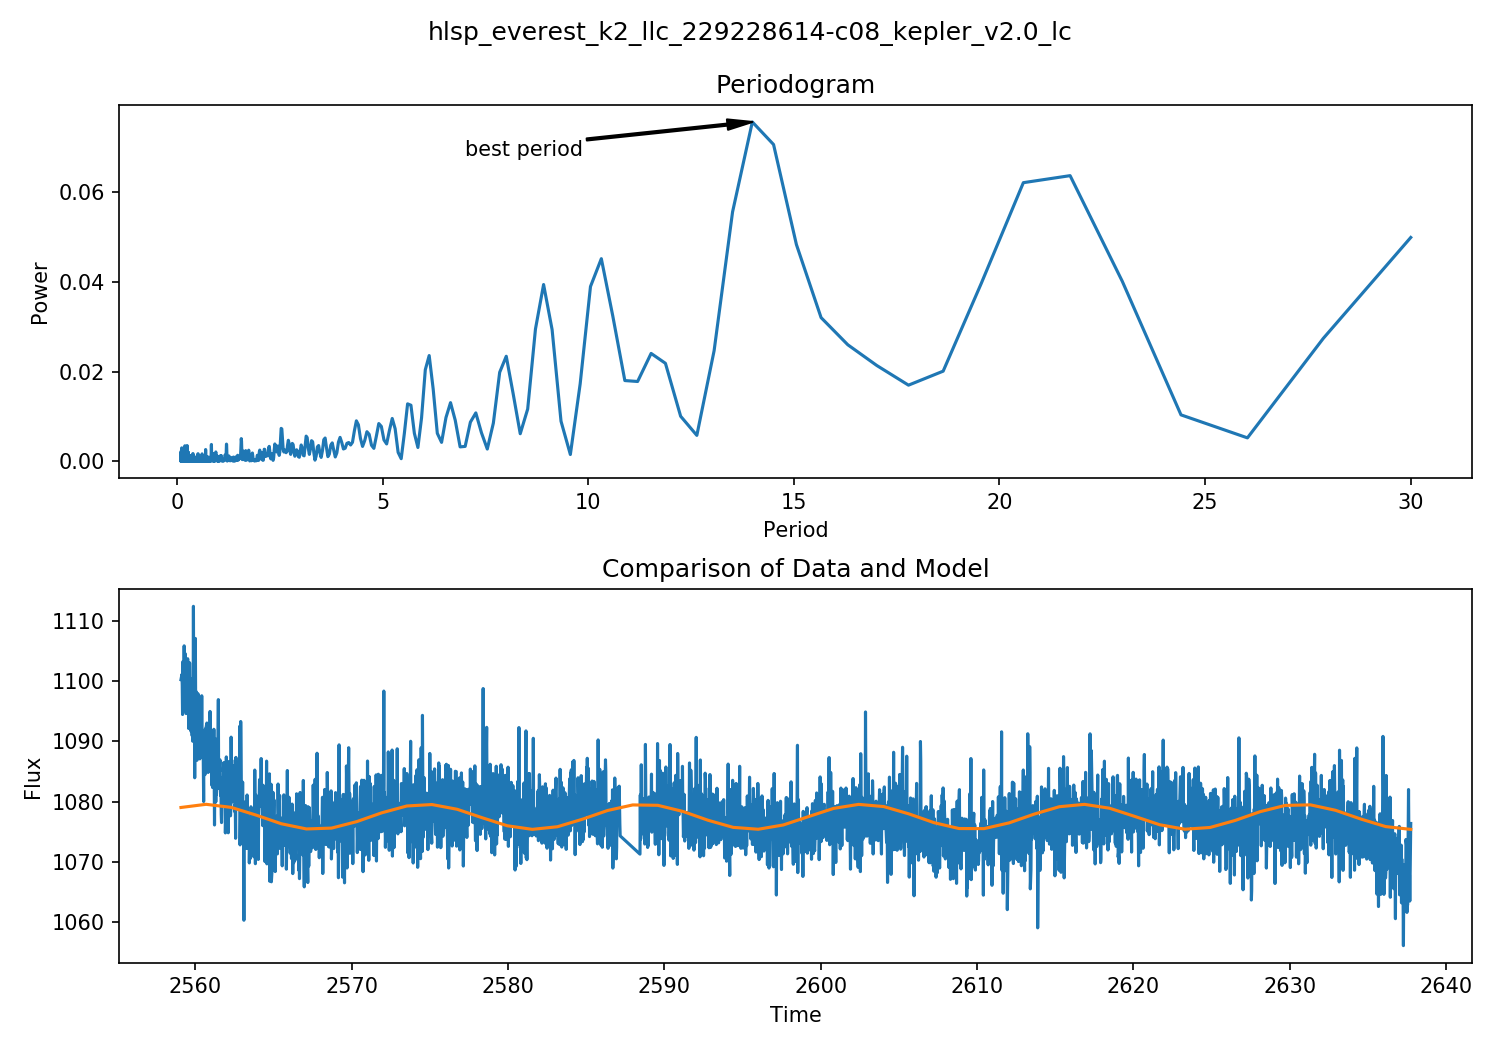 hlsp_everest_k2_llc_229228614-c08_kepler_v2.0_lc
Periodogram
best period
Power
0.06
0.04
0.02
0.00
0 5 10 15 20 25 30
Period
Comparison of Data and Model
Flux
1110
1100
1090
1080
1070
1060
2560 2570 2580 2590 2600 2610 2620 2630 2640
Time